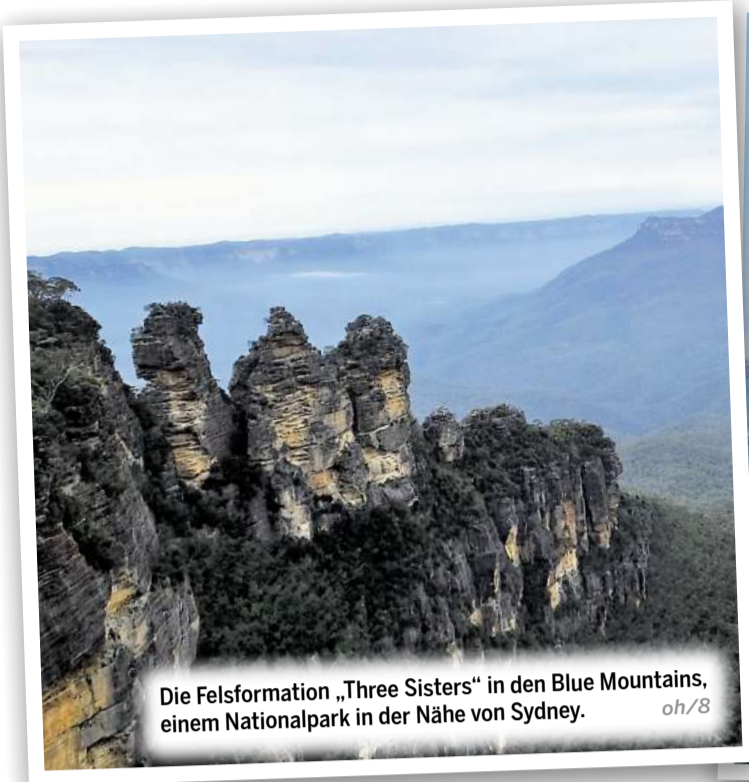 Die Felsformation „Three Sisters“ in den Blue Mountains,
einem Nationalpark in der Nähe von Sydney. oh/8